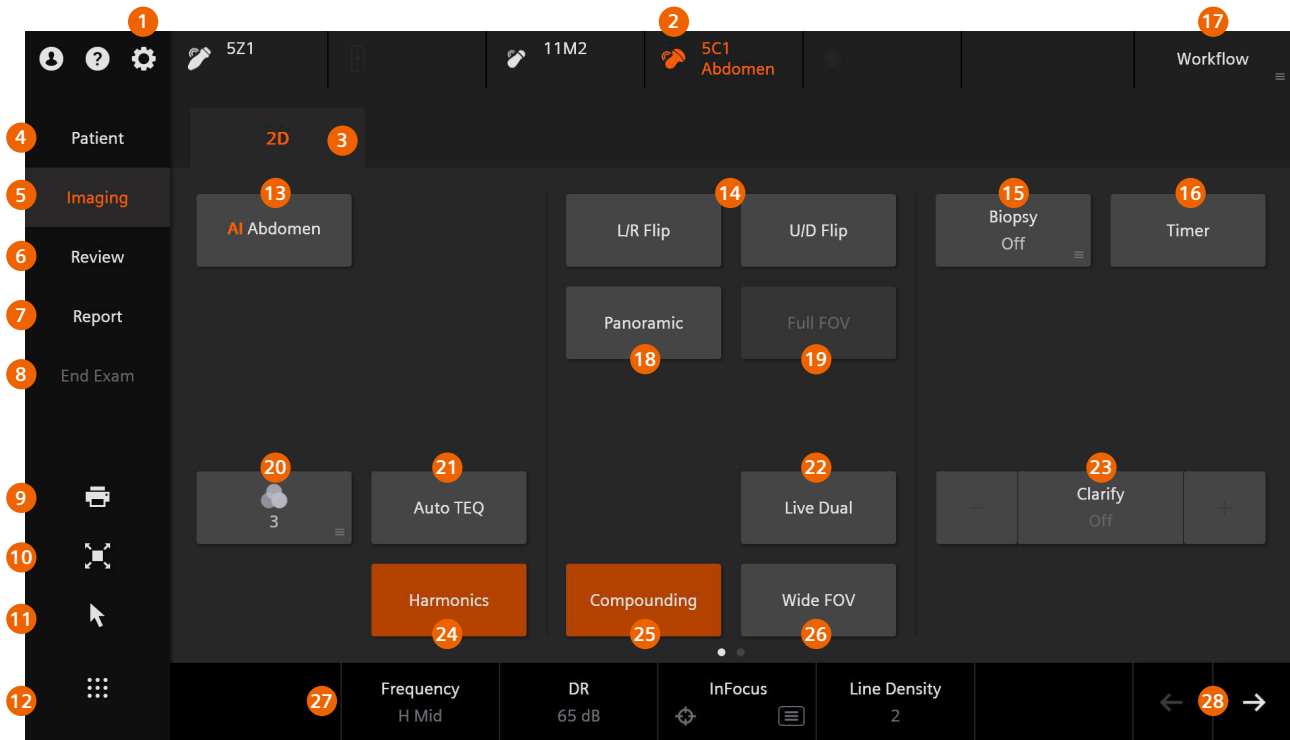 1
2
17
5Z1
11M2
5C1
Abdomen
Workflow
4
Patient
2D
3
5
Imaging
13
AI Abdomen
14
L/R Flip
U/D Flip
15
Biopsy
Off
16
Timer
6
Review
7
Report
Panoramic
18
Full FOV
19
8
End Exam
20
3
21
Auto TEQ
22
Live Dual
23
−
Clarify
Off
+
9
10
11
Harmonics
24
Compounding
25
Wide FOV
26
12
27
Frequency
H Mid
DR
65 dB
InFocus
Line Density
2
28